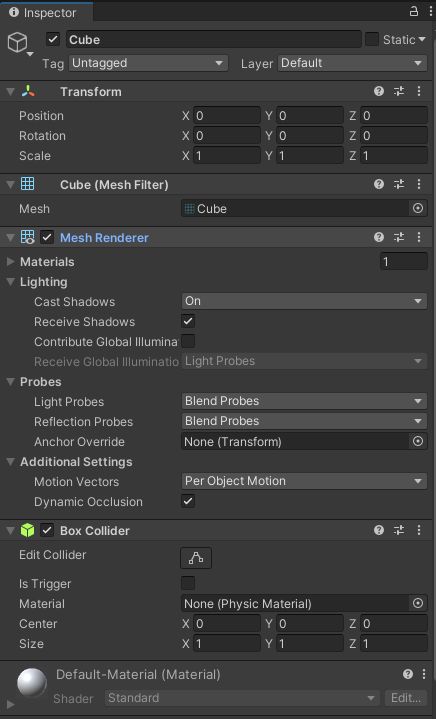 Inspector
Cube Static
Tag Untagged Layer Default
Transform
Position X 0 Y 0 Z 0
Rotation X 0 Y 0 Z 0
Scale X 1 Y 1 Z 1
Cube (Mesh Filter)
Mesh Cube
Mesh Renderer
Materials 1
Lighting
Cast Shadows On
Receive Shadows
Contribute Global Illumina
Receive Global Illuminatio Light Probes
Probes
Light Probes Blend Probes
Reflection Probes Blend Probes
Anchor Override None (Transform)
Additional Settings
Motion Vectors Per Object Motion
Dynamic Occlusion
Box Collider
Edit Collider
Is Trigger
Material None (Physic Material)
Center X 0 Y 0 Z 0
Size X 1 Y 1 Z 1
Default-Material (Material)
Shader Standard Edit...